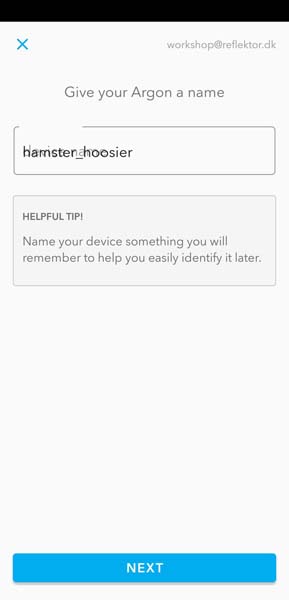 workshop@reflektor.dk
Give your Argon a name
hamster_hoosier
HELPFUL TIP!
Name your device something you will
remember to help you easily identify it later.
NEXT